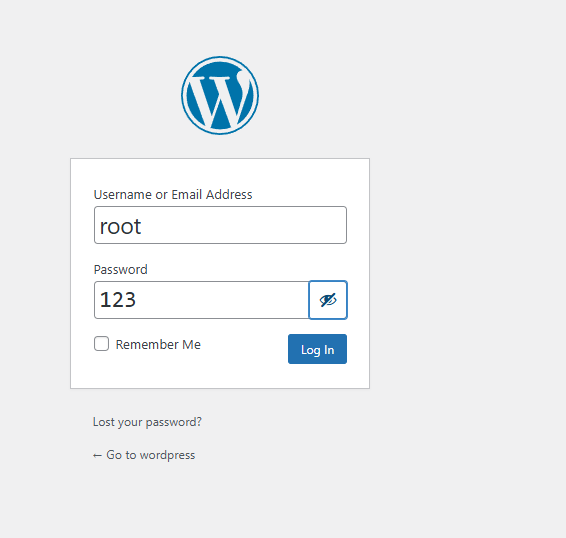 Username or Email Address
root
Password
123
Remember Me
Log In
Lost your password?
← Go to wordpress